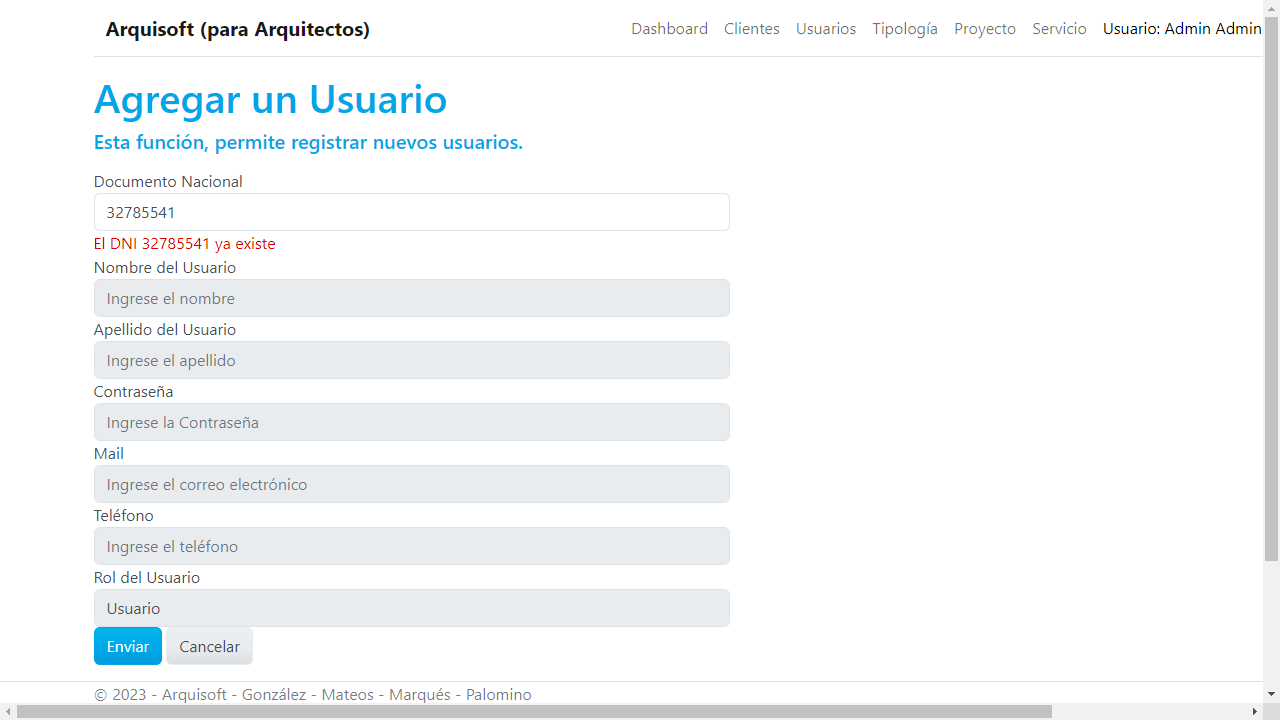 Arquisoft (para Arquitectos) Dashboard Clientes Usuarios Tipología Proyecto Servicio Usuario: Admin Admin
Agregar un Usuario
Esta función, permite registrar nuevos usuarios.
Documento Nacional
32785541
El DNI 32785541 ya existe
Nombre del Usuario
Ingrese el nombre
Apellido del Usuario
Ingrese el apellido
Contraseña
Ingrese la Contraseña
Mail
Ingrese el correo electrónico
Teléfono
Ingrese el teléfono
Rol del Usuario
Usuario
Enviar Cancelar
© 2023 - Arquisoft - González - Mateos - Marqués - Palomino